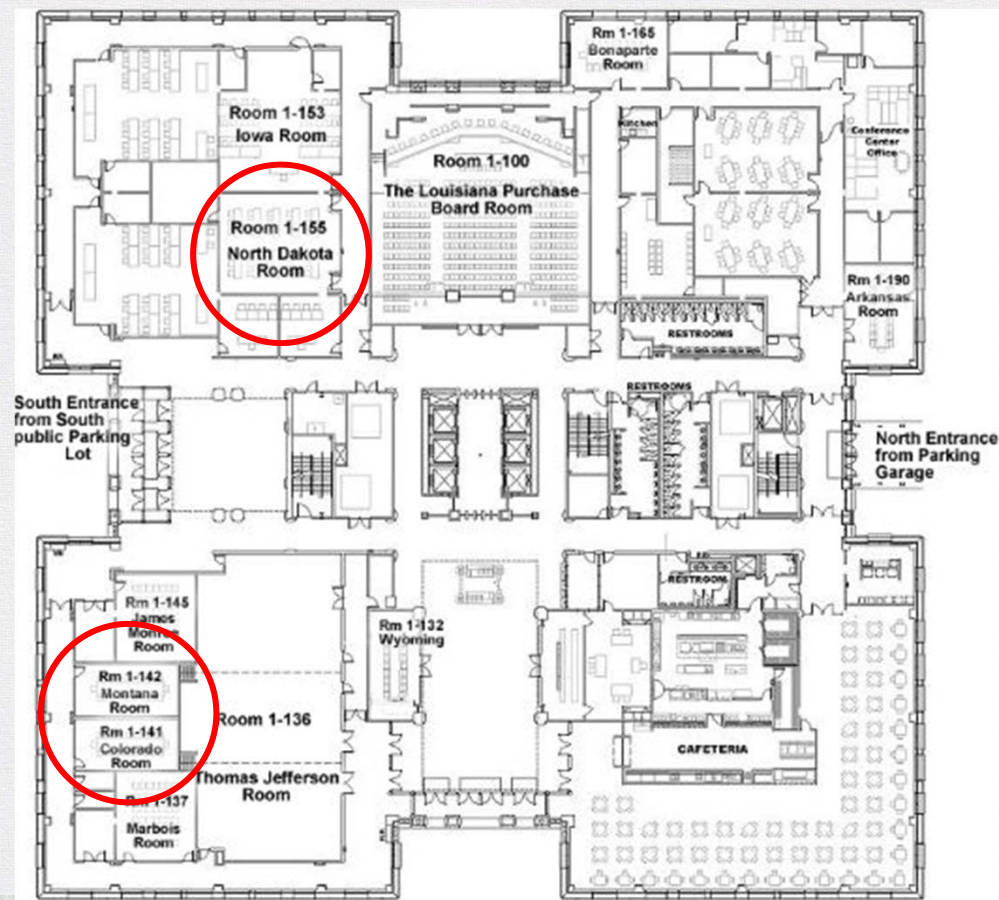 Rm 1-165
Bonaparte
Room
Room 1-153
Iowa Room
Kitchen
Conference
Center
Office
Room 1-100
The Louisiana Purchase
Board Room
Room 1-155
North Dakota
Room
Rm 1-190
Arkansas
Room
RESTROOMS
RESTROOMS
South Entrance
from South
public Parking
Lot
North Entrance
from Parking
Garage
RESTROOM
Rm 1-145
James
Monroe
Room
Rm 1-132
Wyoming
Rm 1-142
Montana
Room
Room 1-136
Rm 1-141
Colorado
Room
CAFETERIA
Thomas Jefferson
Room
Rm 1-137
Marbois
Room